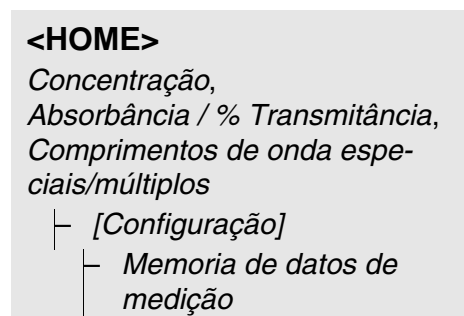 <HOME>
Concentração,
Absorbância / % Transmitância,
Comprimentos de onda espe-
ciais/múltiplos
– [Configuração]
– Memoria de datos de
medição